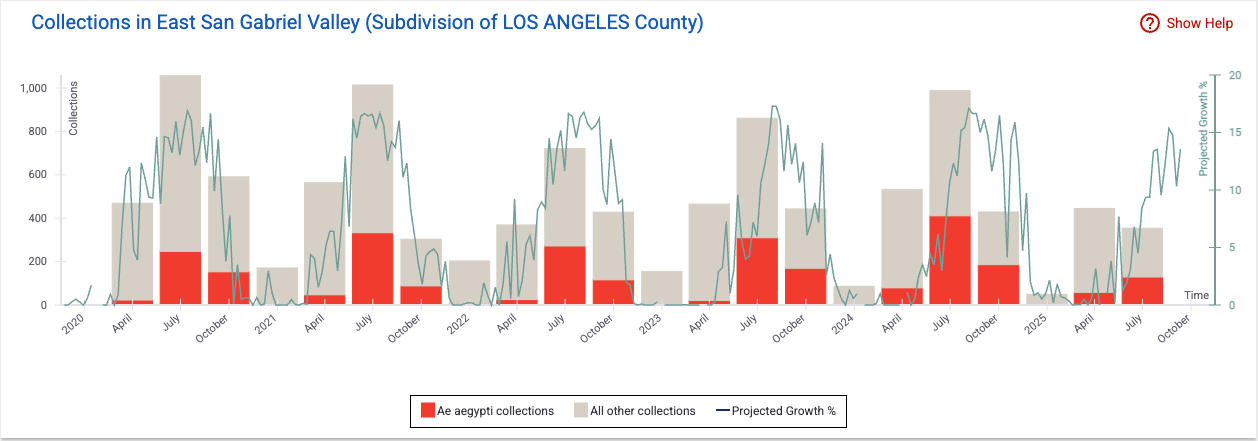 Collections in East San Gabriel Valley (Subdivision of LOS ANGELES County)
? Show Help
Collections
Projected Growth %
1,000
800
600
400
200
0
20
15
10
5
0
Time
2020 April July October 2021 April July October 2022 April July October 2023 April July October 2024 April July October 2025 April July October
Ae aegypti collections All other collections Projected Growth %